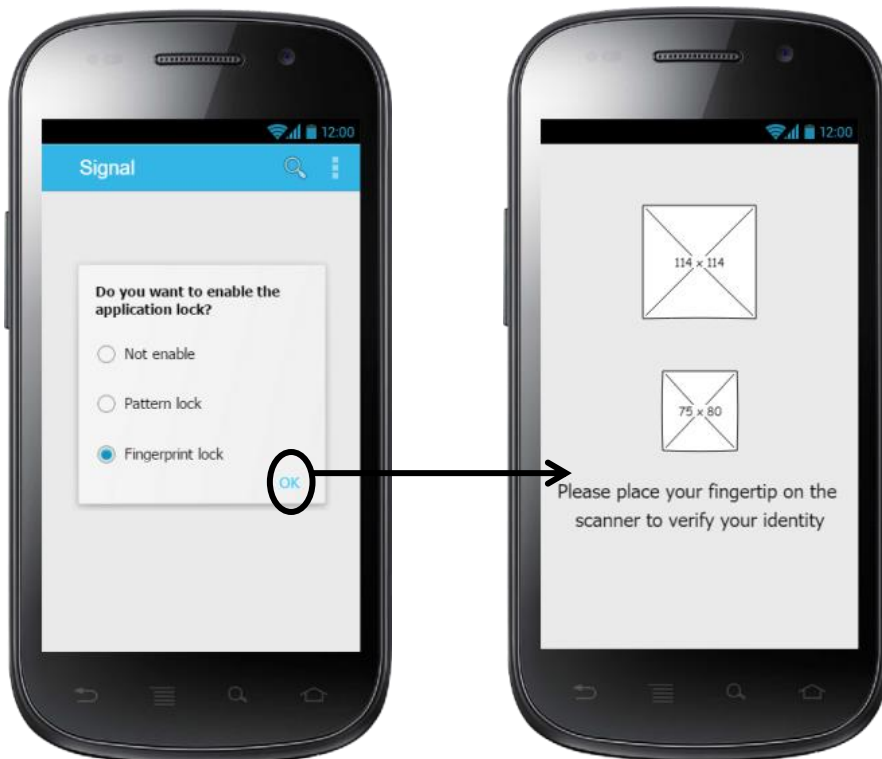 12:00
Signal
Do you want to enable the
application lock?
Not enable
Pattern lock
Fingerprint lock
OK
12:00
114 x 114
75 x 80
Please place your fingertip on the
scanner to verify your identity